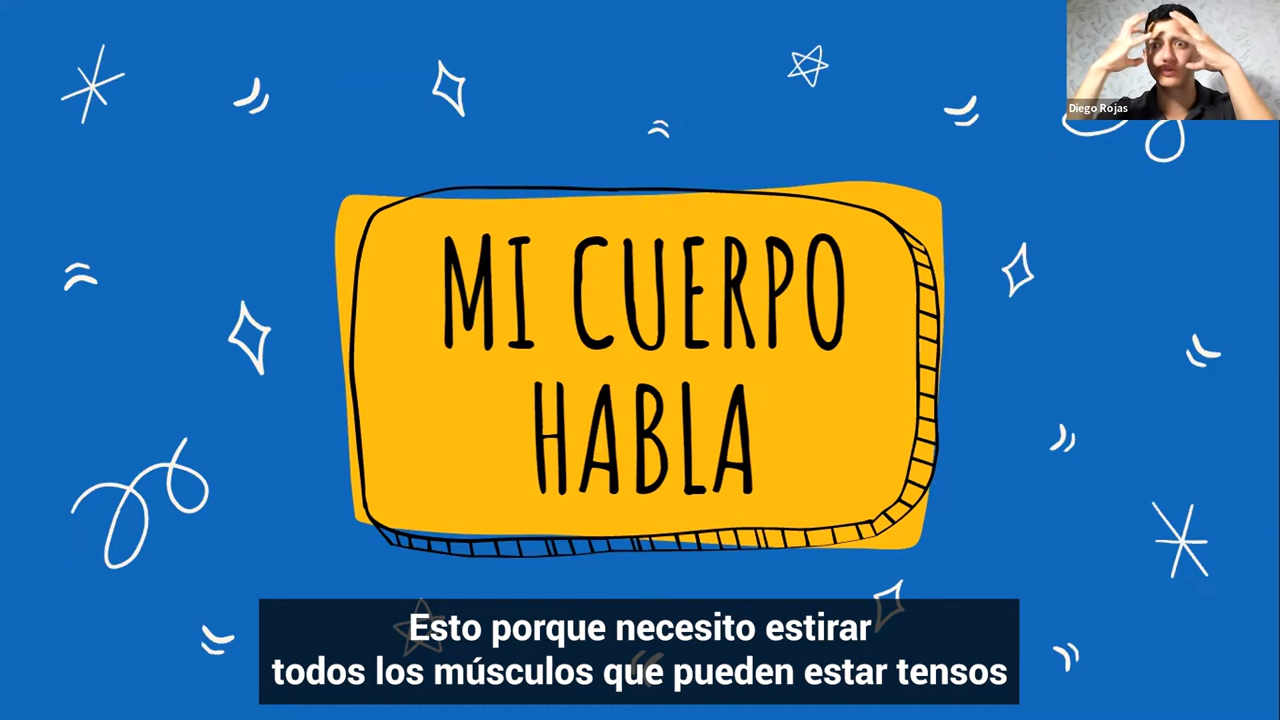 Diego Rojas
MI CUERPO
HABLA
Esto porque necesito estirar
todos los músculos que pueden estar tensos